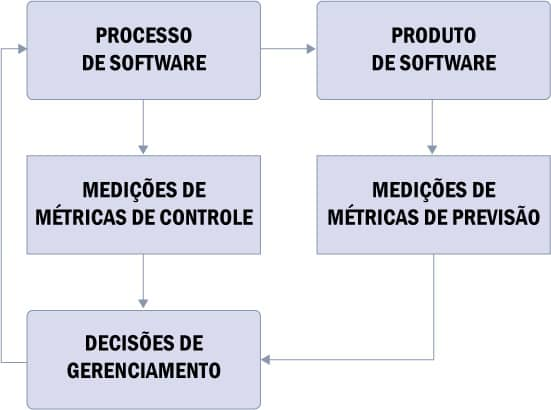 PROCESSO
DE SOFTWARE
PRODUTO
DE SOFTWARE
MEDIÇÕES DE
MÉTRICAS DE CONTROLE
MEDIÇÕES DE
MÉTRICAS DE PREVISÃO
DECISÕES DE
GERENCIAMENTO